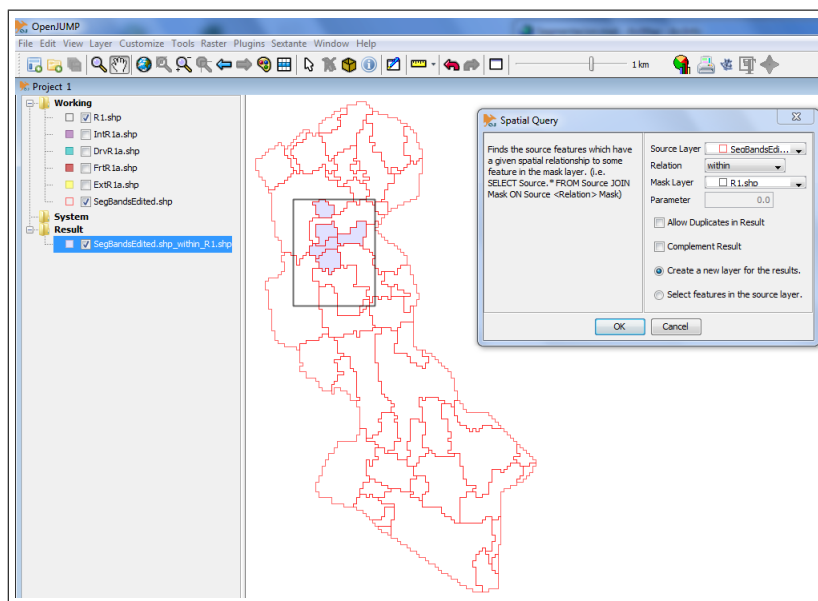 OpenJUMP
File Edit View Layer Customize Tools Raster Plugins Sextante Window Help
1 km
Project 1
Working
R1.shp
IntR1a.shp
DrvR1a.shp
FrtR1a.shp
ExtR1a.shp
SegBandsEdited.shp
System
Result
SegBandsEdited.shp_within_R1.shp
Spatial Query
Finds the source features which have
a given spatial relationship to some
feature in the mask layer. (i.e.
SELECT Source.* FROM Source JOIN
Mask ON Source <Relation> Mask)
Source Layer SegBandsEdi...
Relation within
Mask Layer R1.shp
Parameter 0.0
Allow Duplicates in Result
Complement Result
Create a new layer for the results.
Select features in the source layer.
OK Cancel